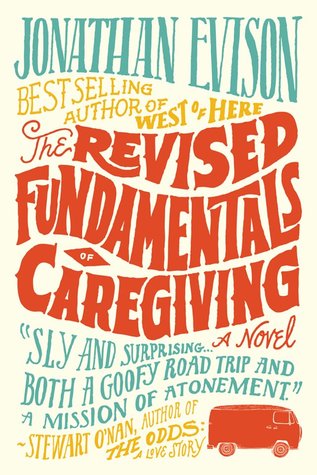 JONATHAN EVISON
BESTSELLING
AUTHOR OF
WEST OF HERE
The REVISED
FUNDAMENTALS
OF
CAREGIVING
A Novel
"SLY AND SURPRISING...
BOTH A GOOFY ROAD TRIP AND
A MISSION OF ATONEMENT."
~STEWART O'NAN, AUTHOR OF
THE ODDS:
A LOVE STORY